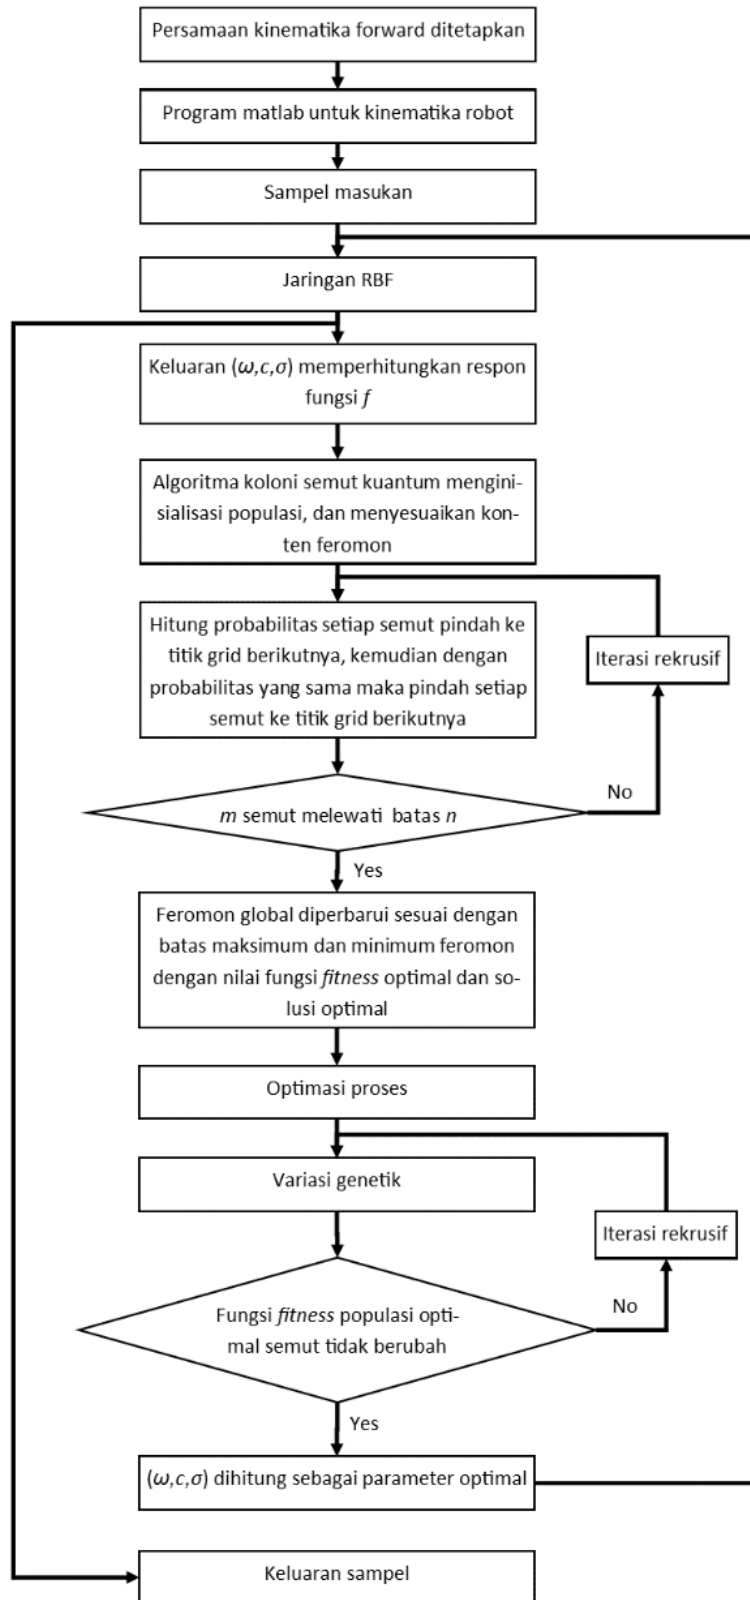 Persamaan kinematika forward ditetapkan
Program matlab untuk kinematika robot
Sampel masukan
Jaringan RBF
Keluaran (ω,c,σ) memperhitungkan respon
fungsi f
Algoritma koloni semut kuantum mengini-
sialisasi populasi, dan menyesuaikan kon-
ten feromon
Hitung probabilitas setiap semut pindah ke
titik grid berikutnya, kemudian dengan
probabilitas yang sama maka pindah setiap
semut ke titik grid berikutnya
Iterasi rekrusif
No
m semut melewati batas n
Yes
Feromon global diperbarui sesuai dengan
batas maksimum dan minimum feromon
dengan nilai fungsi fitness optimal dan so-
lusi optimal
Optimasi proses
Variasi genetik
Iterasi rekrusif
No
Fungsi fitness populasi opti-
mal semut tidak berubah
Yes
(ω,c,σ) dihitung sebagai parameter optimal
Keluaran sampel